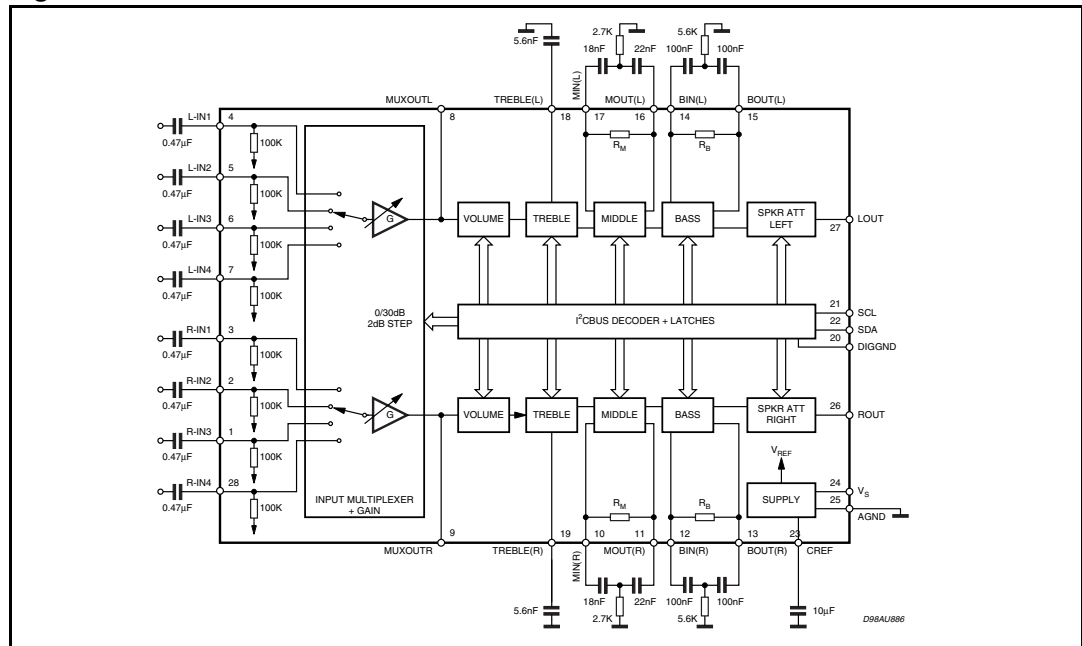 5.6nF
2.7K
18nF 22nF
5.6K
100nF 100nF
MUXOUTL TREBLE(L) MIN(L) MOUT(L) BIN(L) BOUT(L)
8 18 17 16 14 15
L-IN1 4
0.47µF 100K
L-IN2 5
0.47µF 100K
L-IN3 6
0.47µF 100K
L-IN4 7
0.47µF 100K
RM RB
G VOLUME TREBLE MIDDLE BASS SPKR ATT LEFT LOUT
27
0/30dB
2dB STEP
I²CBUS DECODER + LATCHES
21 SCL
22 SDA
20 DIGGND
R-IN1 3
0.47µF 100K
R-IN2 2
0.47µF 100K
R-IN3 1
0.47µF 100K
R-IN4 28
0.47µF 100K
G VOLUME TREBLE MIDDLE BASS SPKR ATT RIGHT 26 ROUT
INPUT MULTIPLEXER
+ GAIN
VREF
SUPPLY
24 VS
25 AGND
RM RB
9 19 10 11 12 13 23
MUXOUTR TREBLE(R) MIN(R) MOUT(R) BIN(R) BOUT(R) CREF
5.6nF
18nF 22nF
2.7K
100nF 100nF
5.6K
10µF
D98AU886